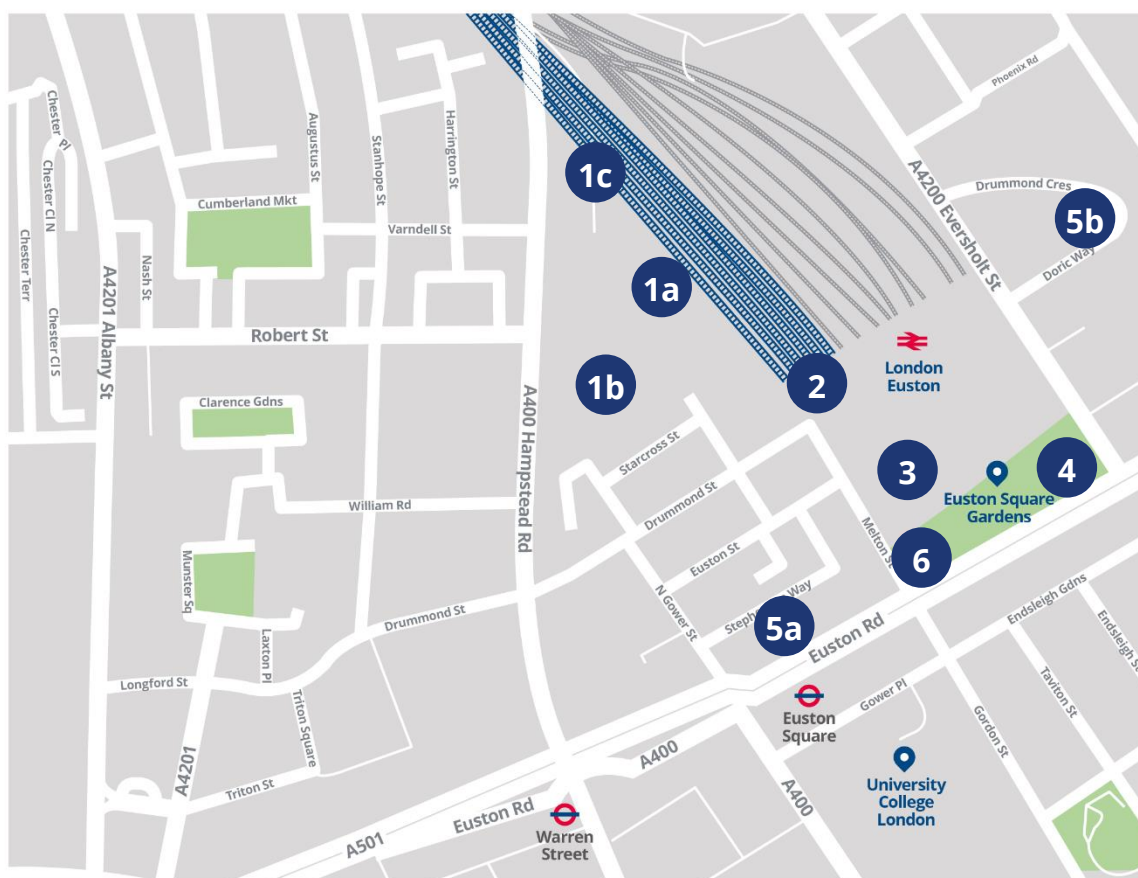 Phoenix Rd
Chester Pl
Augustus St
Harrington St
Stanhope St
1c
A4200 Eversholt St
Drummond Cres
5b
Chester Cl N
Cumberland Mkt
Varndell St
Doric Way
Chester Terr
Nash St
1a
A4201 Albany St
Robert St
Chester Cl S
London
Euston
2
1b
A400 Hampstead Rd
Clarence Gdns
Starcross St
3
4
Euston Square
Gardens
William Rd
Drummond St
Melton St
6
Euston St
Munster Sq
N Gower St
Way
5a
Euston Rd
Endsleigh Gdns
Endsleigh St
Drummond St
Laxton Pl
Longford St
Triton Square
Euston
Square
Gower Pl
Taviton St
Gordon St
A4201
Triton St
A400
A400
University
College
London
Euston Rd
A501
Warren
Street